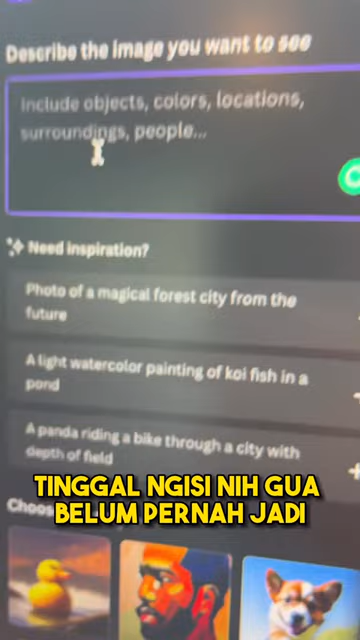 Describe the image you want to see
Include objects, colors, locations,
surroundings, people...
Need inspiration?
Photo of a magical forest city from the
future
A light watercolor painting of koi fish in a
pond
A panda riding a bike through a city with
depth of field
TINGGAL NGISI NIH GUA
BELUM PERNAH JADI
Choos